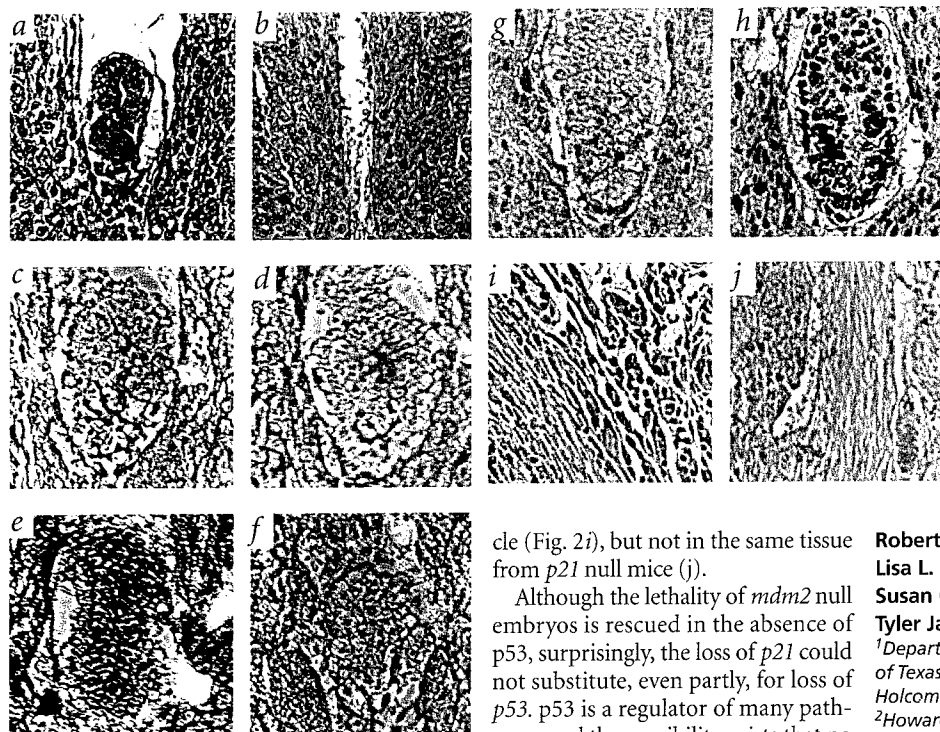 a
b
g
h
c
d
i
j
e
f
cle (Fig. 2i), but not in the same tissue
from p21 null mice (j).
Although the lethality of mdm2 null
embryos is rescued in the absence of
p53, surprisingly, the loss of p21 could
not substitute, even partly, for loss of
p53. p53 is a regulator of many path-
Robert
Lisa L.
Susan
Tyler Ja
1Depart
of Texas
Holcom
2Howar